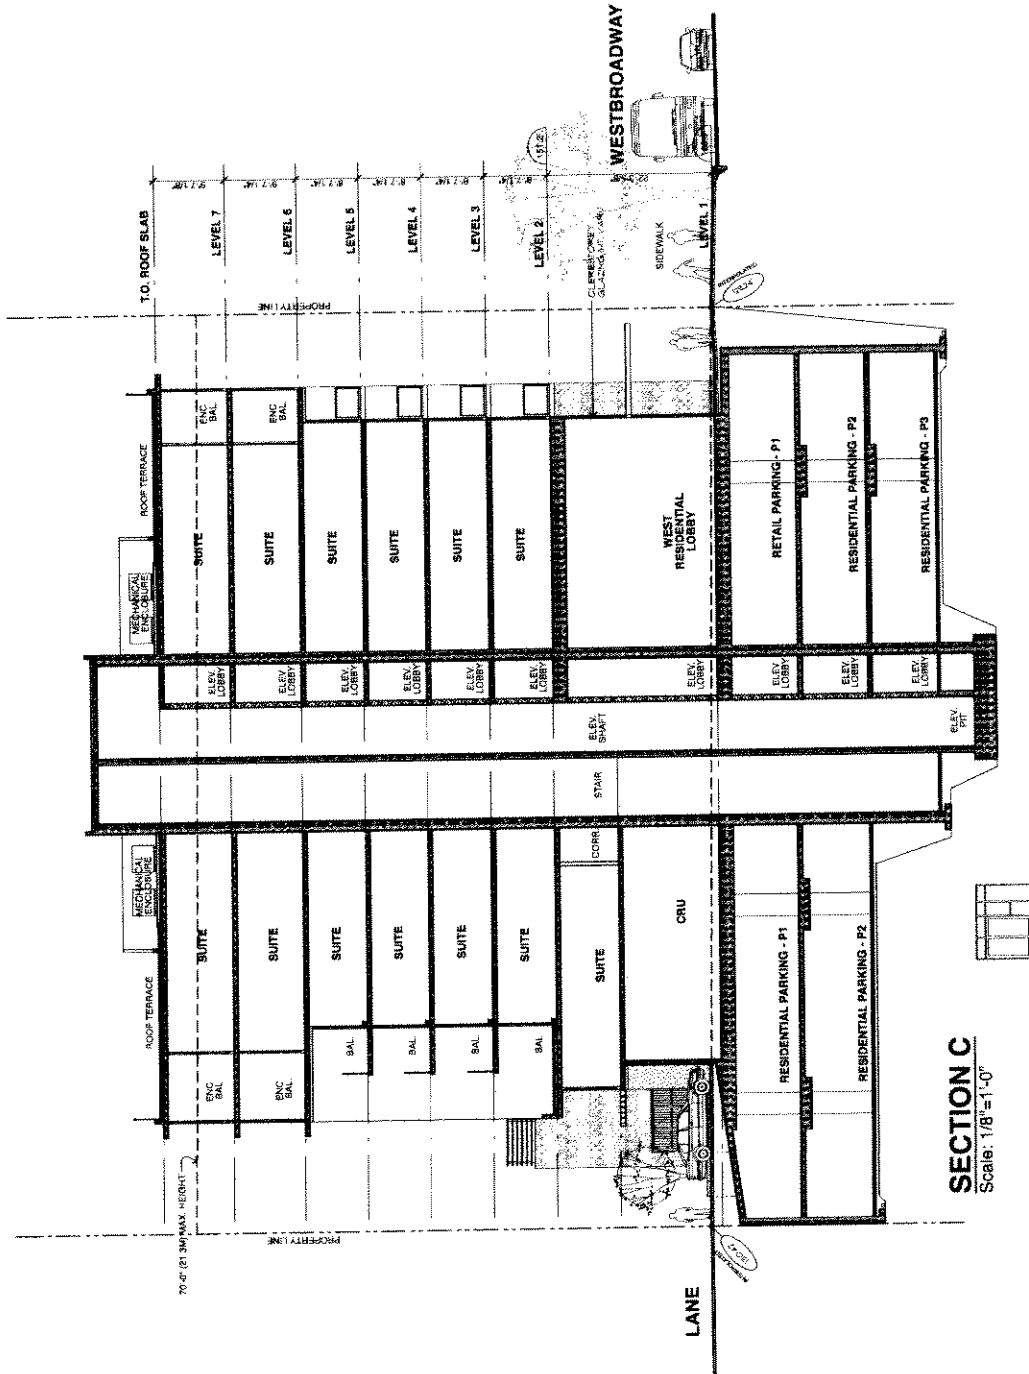 T.O. ROOF SLAB
LEVEL 7
LEVEL 6
LEVEL 5
LEVEL 4
LEVEL 3
LEVEL 2
LEVEL 1
WESTBROADWAY
SIDEWALK
PROPERTY LINE
ROOF TERRACE
MECHANICAL
ENCLOSURE
MECHANICAL
ENCLOSURE
ROOF TERRACE
70'-0" (21.3M) MAX. HEIGHT
PROPERTY LINE
ENC
BAL
SUITE
ELEV.
LOBBY
SUITE
ENC
BAL
ENC
BAL
SUITE
ELEV.
LOBBY
SUITE
ENC
BAL
BAL
SUITE
ELEV.
LOBBY
SUITE
BAL
SUITE
ELEV.
LOBBY
SUITE
BAL
SUITE
ELEV.
LOBBY
SUITE
BAL
SUITE
ELEV.
LOBBY
SUITE
SUITE
CORR.
STAIR
ELEV.
SHAFT
CRU
ELEV.
LOBBY
WEST
RESIDENTIAL
LOBBY
LANE
RESIDENTIAL PARKING - P1
ELEV.
LOBBY
RETAIL PARKING - P1
RESIDENTIAL PARKING - P2
ELEV.
LOBBY
RESIDENTIAL PARKING - P2
ELEV.
LOBBY
RESIDENTIAL PARKING - P3
ELEV.
PIT
SECTION C
Scale: 1/8"=1'-0"